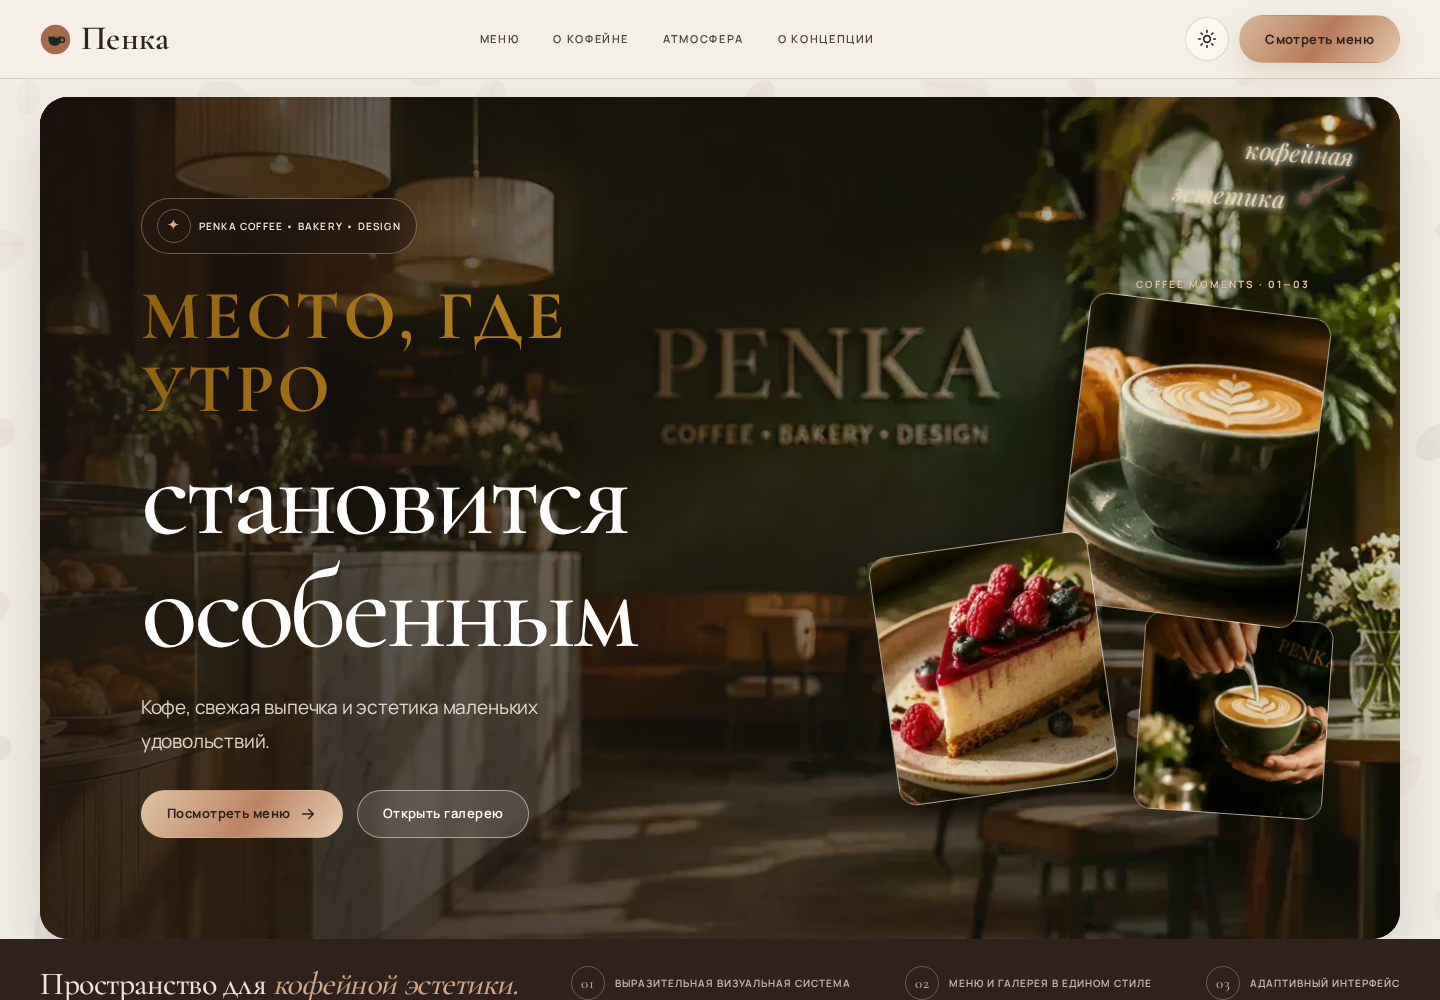 Пенка
МЕНЮ
О КОФЕЙНЕ
АТМОСФЕРА
О КОНЦЕПЦИИ
Смотреть меню
кофейная
эстетика
PENKA COFFEE • BAKERY • DESIGN
COFFEE MOMENTS · 01—03
МЕСТО, ГДЕ
УТРО
становится
особенным
PENKA
COFFEE • BAKERY • DESIGN
PENKA
Кофе, свежая выпечка и эстетика маленьких
удовольствий.
Посмотреть меню →
Открыть галерею
Пространство для кофейной эстетики.
01 ВЫРАЗИТЕЛЬНАЯ ВИЗУАЛЬНАЯ СИСТЕМА
02 МЕНЮ И ГАЛЕРЕЯ В ЕДИНОМ СТИЛЕ
03 АДАПТИВНЫЙ ИНТЕРФЕЙС